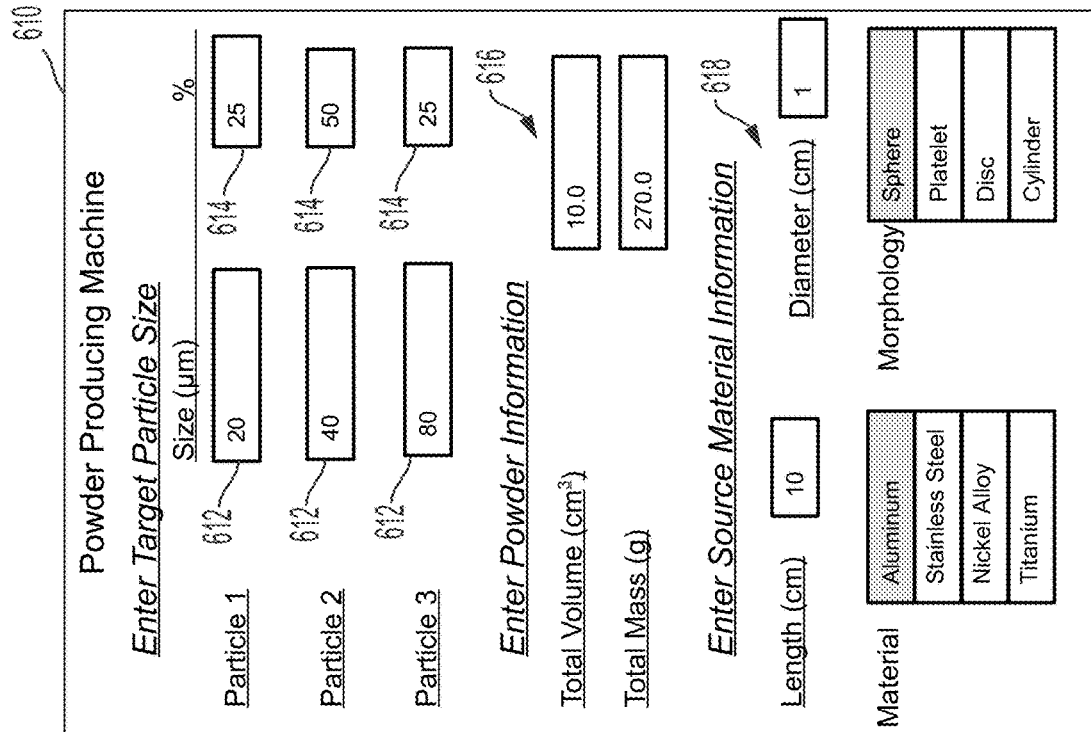 610
Powder Producing Machine
Enter Target Particle Size
Size (µm) %
Particle 1 612 20 614 25
Particle 2 612 40 614 50
Particle 3 612 80 614 25
Enter Powder Information 616
Total Volume (cm³) 10.0
Total Mass (g) 270.0
Enter Source Material Information 618
Length (cm) 10 Diameter (cm) 1
Material Aluminum Morphology Sphere
Stainless Steel Platelet
Nickel Alloy Disc
Titanium Cylinder